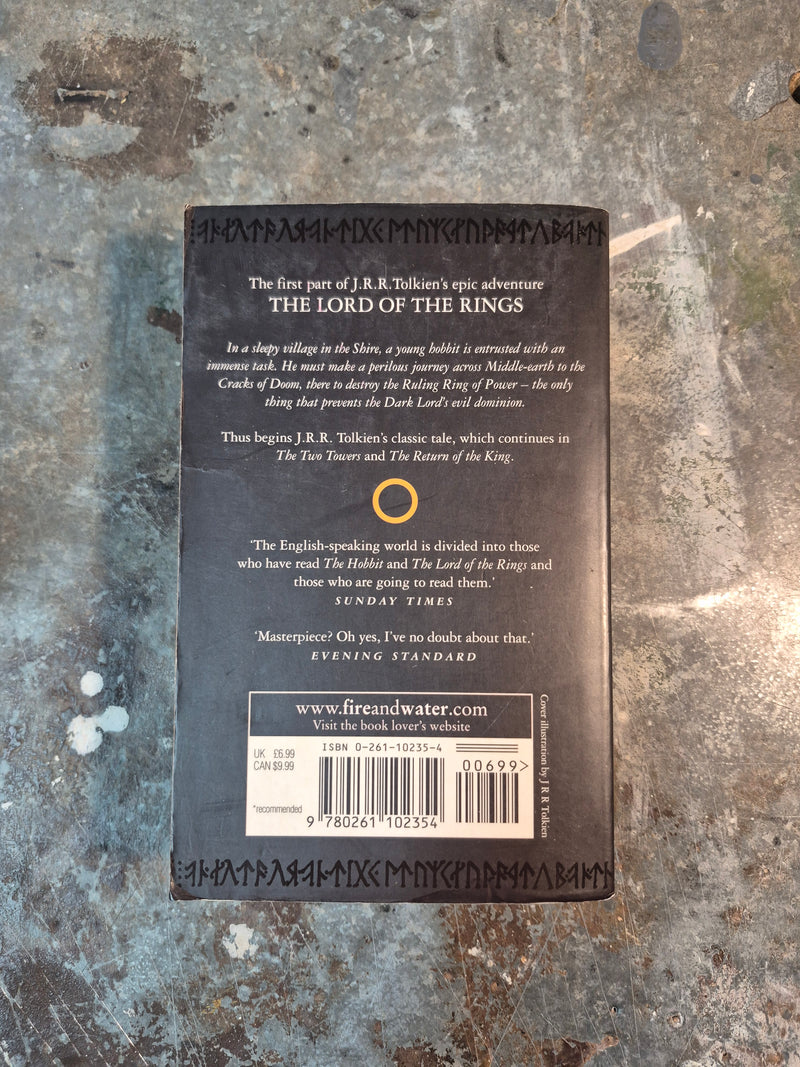 The first part of J.R.R.Tolkien's epic adventure
THE LORD OF THE RINGS
In a sleepy village in the Shire, a young hobbit is entrusted with an
immense task. He must make a perilous journey across Middle-earth to the
Cracks of Doom, there to destroy the Ruling Ring of Power – the only
thing that prevents the Dark Lord's evil dominion.
Thus begins J.R.R. Tolkien's classic tale, which continues in
The Two Towers and The Return of the King.
‘The English-speaking world is divided into those
who have read The Hobbit and The Lord of the Rings and
those who are going to read them.’
SUNDAY TIMES
‘Masterpiece? Oh yes, I've no doubt about that.’
EVENING STANDARD
www.fireandwater.com
Visit the book lover's website
UK £6.99
CAN $9.99
*recommended
ISBN 0-261-10235-4
00699>
9 780261 102354
Cover illustration by J R R Tolkien